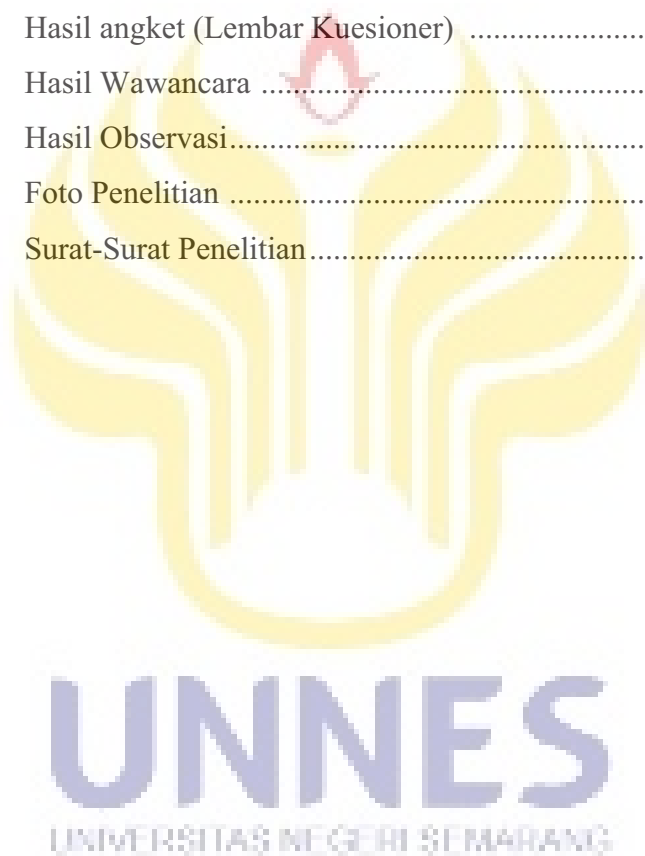 Hasil angket (Lembar Kuesioner) .....................
Hasil Wawancara ..........................................
Hasil Observasi.............................................
Foto Penelitian .............................................
Surat-Surat Penelitian....................................
UNNES
UNIVERSITAS NEGERI SEMARANG